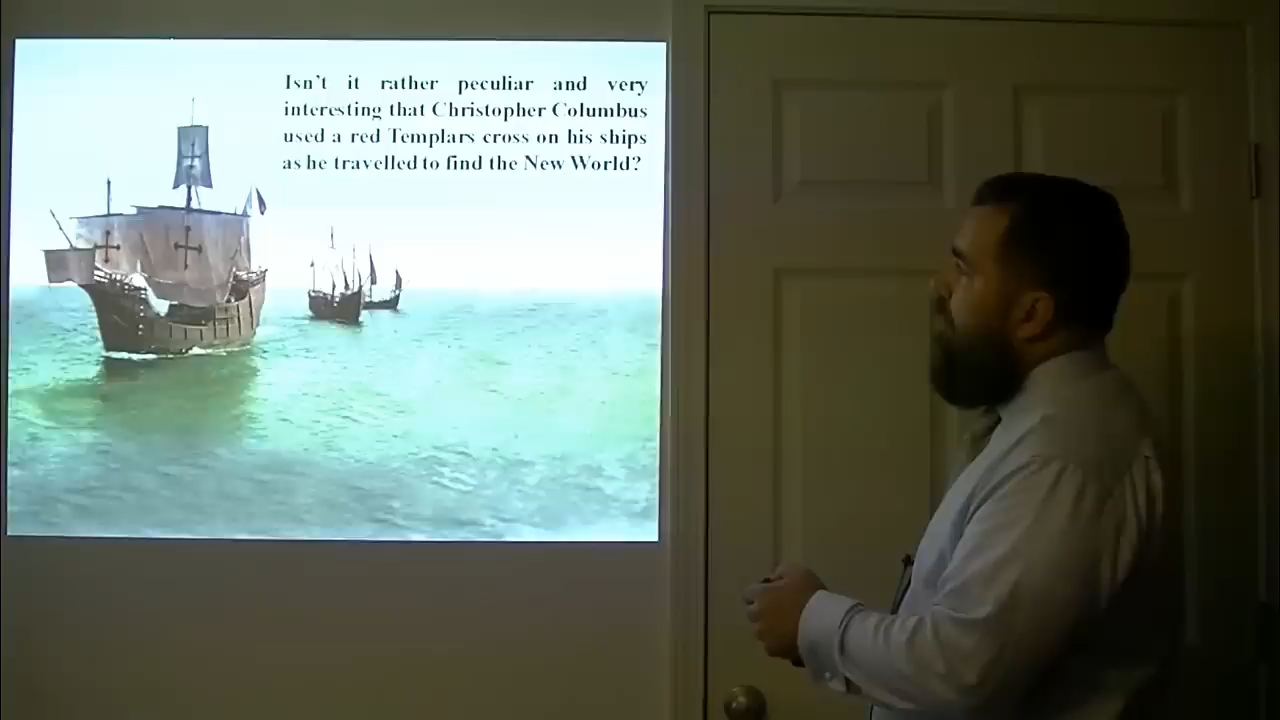 Isn't it rather peculiar and very
interesting that Christopher Columbus
used a red Templars cross on his ships
as he travelled to find the New World?